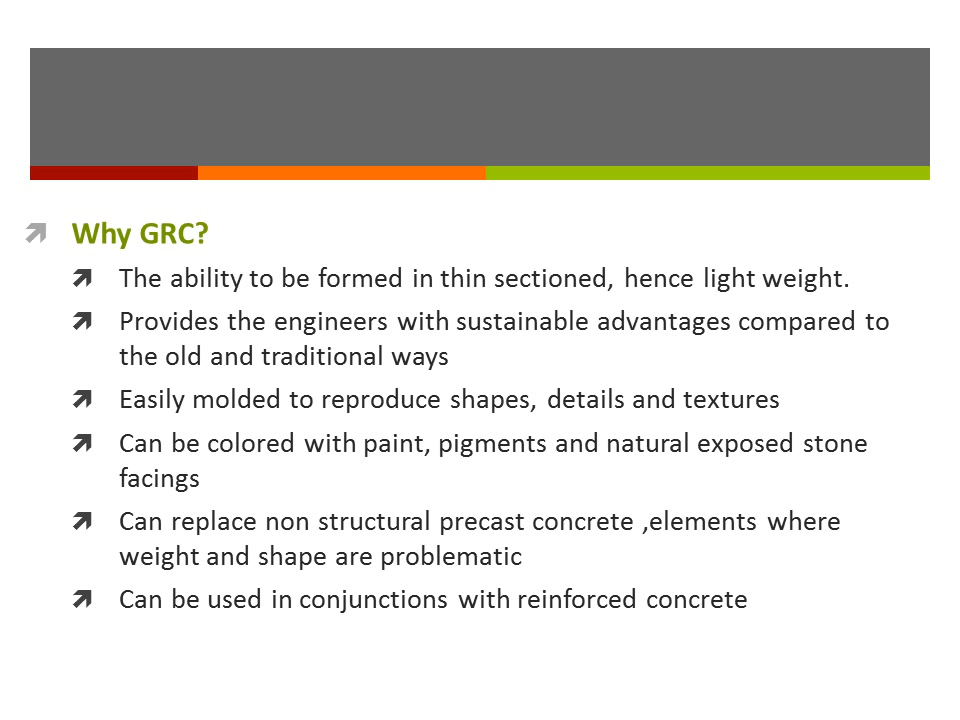 Why GRC?
The ability to be formed in thin sectioned, hence light weight.
Provides the engineers with sustainable advantages compared to
the old and traditional ways
Easily molded to reproduce shapes, details and textures
Can be colored with paint, pigments and natural exposed stone
facings
Can replace non structural precast concrete ,elements where
weight and shape are problematic
Can be used in conjunctions with reinforced concrete